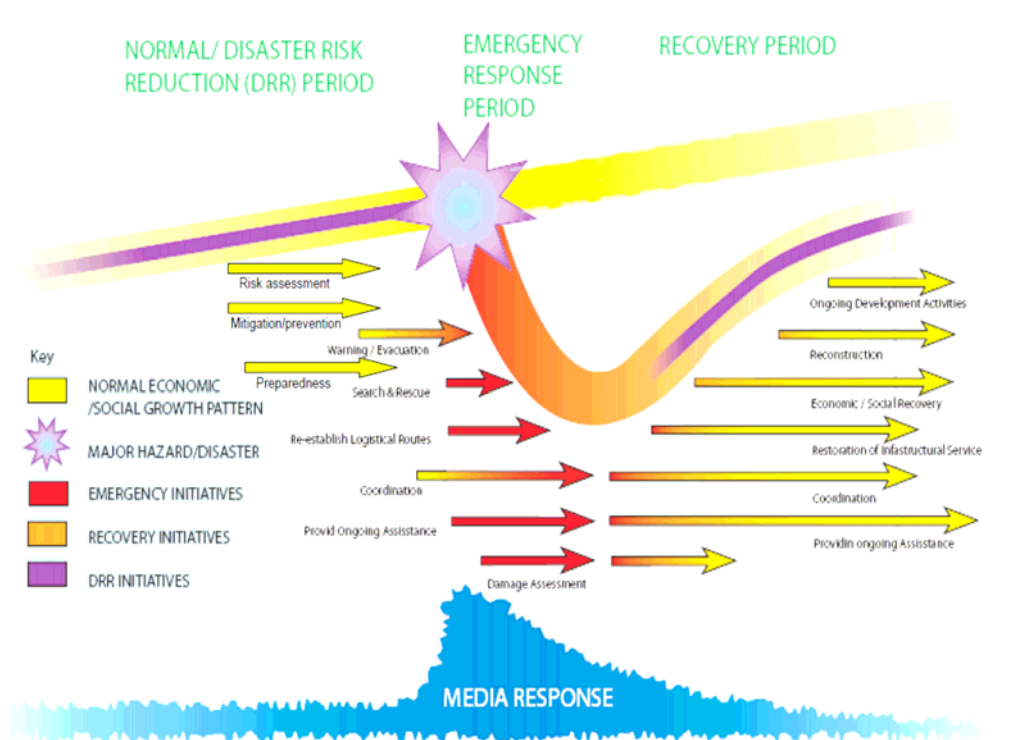 NORMAL/ DISASTER RISK
REDUCTION (DRR) PERIOD
EMERGENCY
RESPONSE
PERIOD
RECOVERY PERIOD
Risk assessment
Mitigation/prevention
Warning / Evacuation
Preparedness
Search & Rescue
Re-establish Logistical Routes
Coordination
Provid Ongoing Assisstance
Damage Assessment
Ongoing Development Activities
Reconstruction
Economic / Social Recovery
Restoration of Infastructural Service
Coordination
Providin ongoing Assisstance
Key
NORMAL ECONOMIC
/SOCIAL GROWTH PATTERN
MAJOR HAZARD/DISASTER
EMERGENCY INITIATIVES
RECOVERY INITIATIVES
DRR INITIATIVES
MEDIA RESPONSE